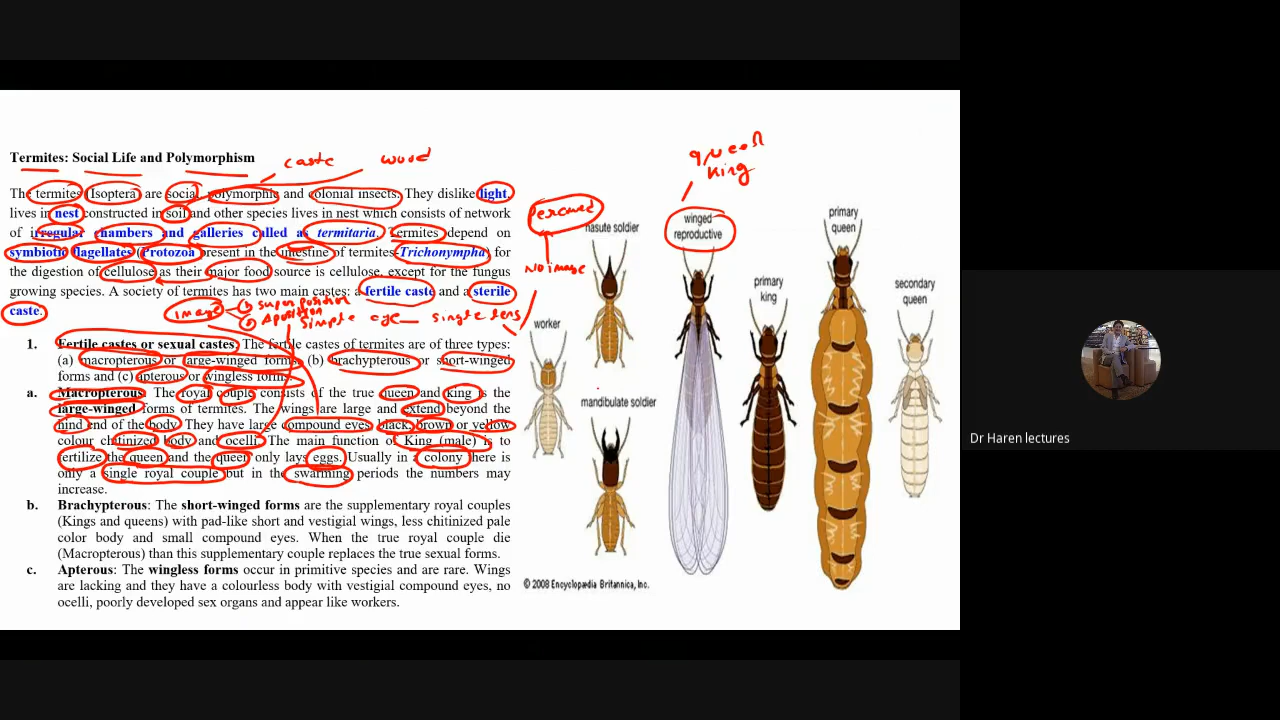 Termites: Social Life and Polymorphism
caste wood
The termites (Isoptera) are social, polymorphic and colonial insects. They dislike light,
lives in nest constructed in soil and other species lives in nest which consists of network
of irregular chambers and galleries called as termitaria. Termites depend on
symbiotic flagellates (Protozoa present in the intestine of termites-Trichonympha) for
the digestion of cellulose as their major food source is cellulose, except for the fungus
growing species. A society of termites has two main castes: a fertile caste and a sterile
caste.
image
① superposition
② Apposition
simple eye — single lens
No image
perceived
1. Fertile castes or sexual castes: The fertile castes of termites are of three types:
(a) macropterous or large-winged forms, (b) brachypterous or short-winged
forms and (c) apterous or wingless forms.
a. Macropterous: The royal couple consists of the true queen and king is the
large-winged forms of termites. The wings are large and extend beyond the
hind end of the body. They have large compound eyes, black, brown or yellow
colour chitinized body and ocelli. The main function of King (male) is to
fertilize the queen and the queen only lays eggs. Usually in a colony there is
only a single royal couple but in the swarming periods the numbers may
increase.
b. Brachypterous: The short-winged forms are the supplementary royal couples
(Kings and queens) with pad-like short and vestigial wings, less chitinized pale
color body and small compound eyes. When the true royal couple die
(Macropterous) than this supplementary couple replaces the true sexual forms.
c. Apterous: The wingless forms occur in primitive species and are rare. Wings
are lacking and they have a colourless body with vestigial compound eyes, no
ocelli, poorly developed sex organs and appear like workers.
queen
king
nasute soldier
winged
reproductive
primary
queen
primary
king
secondary
queen
worker
mandibulate soldier
© 2008 Encyclopædia Britannica, Inc.
Dr Haren lectures